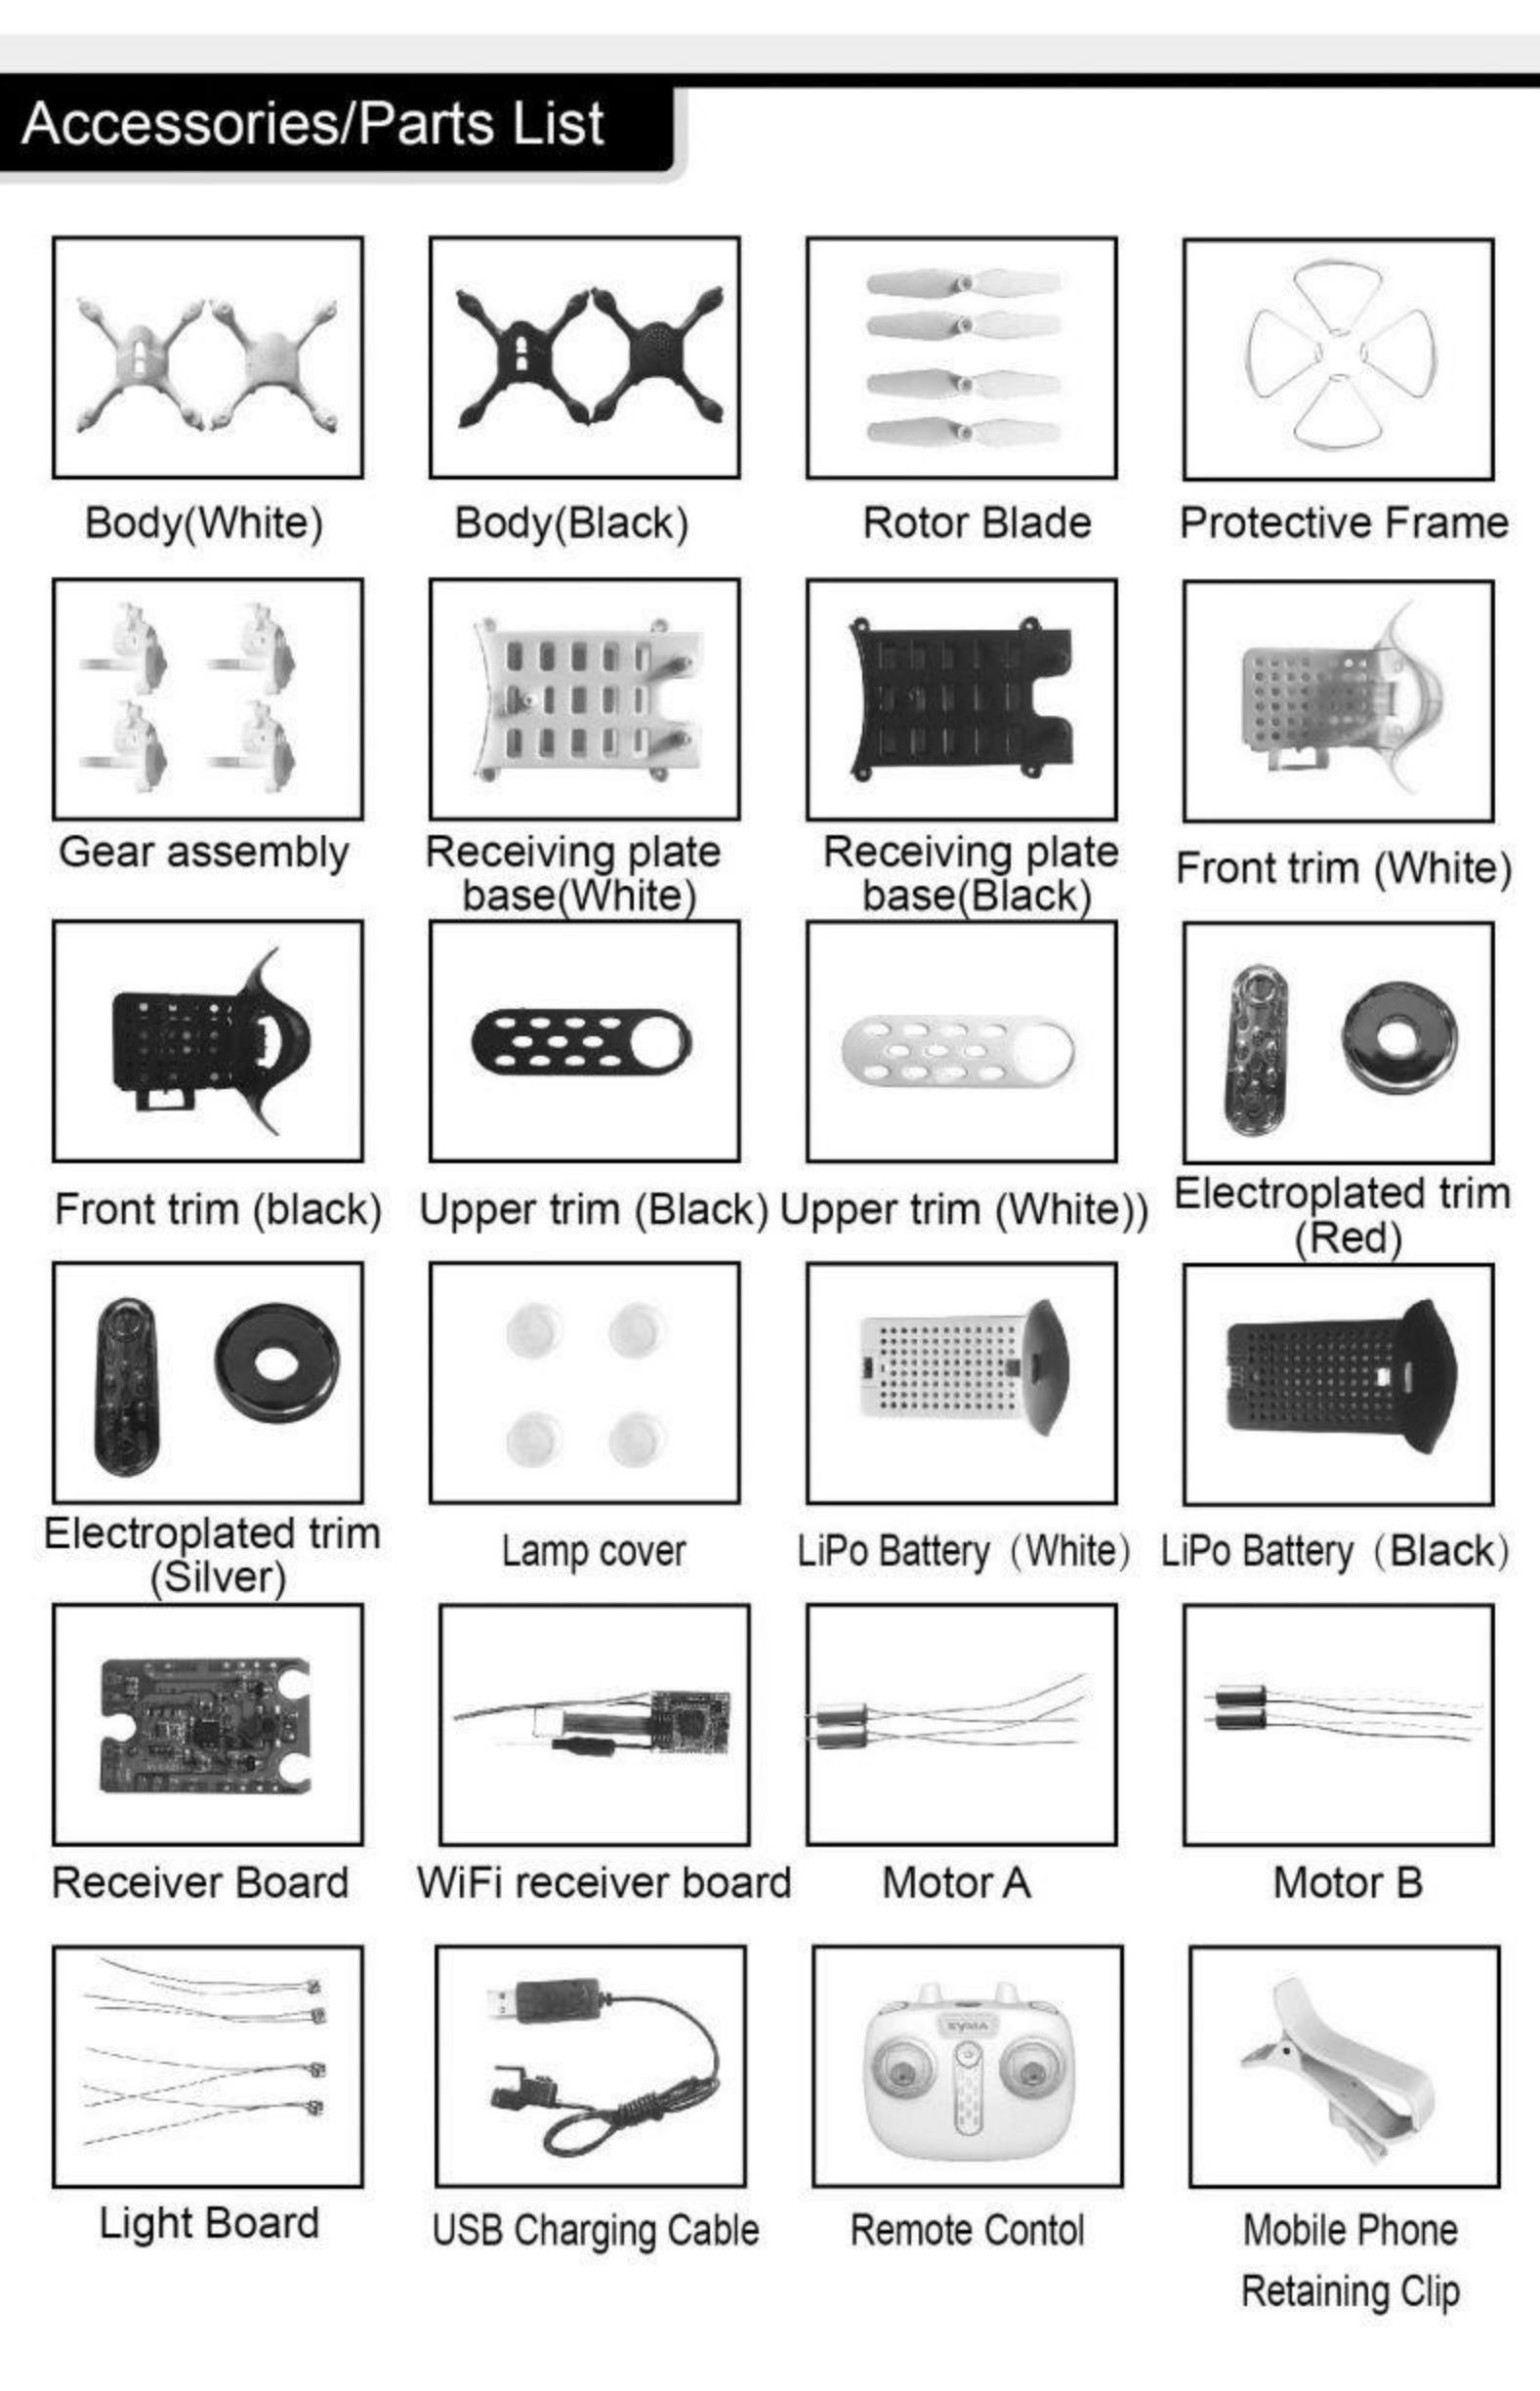 Accessories/Parts List
Body(White)
Body(Black)
Rotor Blade
Protective Frame
Gear assembly
Receiving plate
base(White)
Receiving plate
base(Black)
Front trim (White)
Front trim (black)
Upper trim (Black)
Upper trim (White))
Electroplated trim
(Red)
Electroplated trim
(Silver)
Lamp cover
LiPo Battery（White）
LiPo Battery（Black）
Receiver Board
WiFi receiver board
Motor A
Motor B
Light Board
USB Charging Cable
SYMA
Remote Contol
Mobile Phone
Retaining Clip